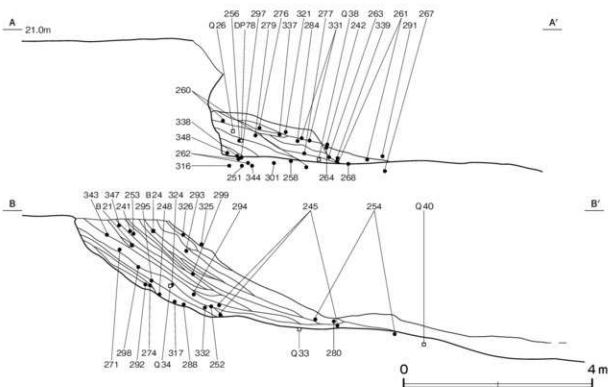 256 297 276 321 277 Q38 263 261 267
Q26 DP78 279 337 284 331 242 339 291
A A′
21.0m
260
338
348
262
316
251 344 301 258 264 268
343 347 253 B24 324 293 299
B21 241 295 248 326 325 294 245 254 Q40
B B′
298 274 317 332 Q33 280
271 292 Q34 288 252
0 4m